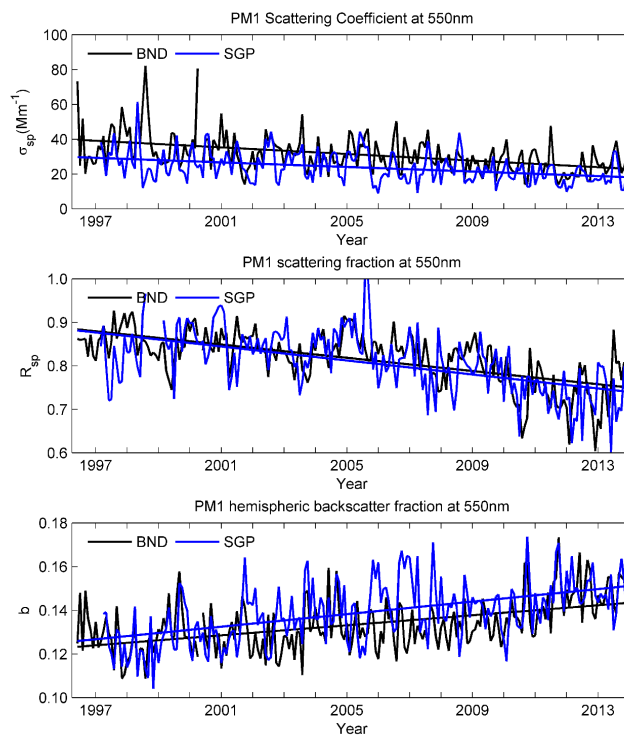 PM1 Scattering Coefficient at 550nm
100
80
60
40
20
0
σsp(Mm-1)
BND SGP
1997 2001 2005 2009 2013
Year
PM1 scattering fraction at 550nm
1.0
0.9
0.8
0.7
0.6
Rsp
BND SGP
1997 2001 2005 2009 2013
Year
PM1 hemispheric backscatter fraction at 550nm
0.18
0.16
0.14
0.12
0.10
b
BND SGP
1997 2001 2005 2009 2013
Year